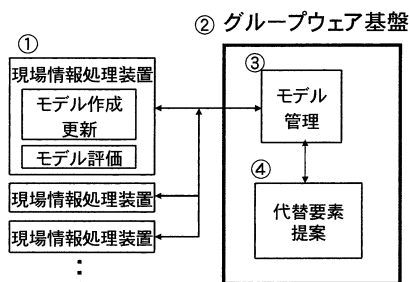 ①
現場情報処理装置
モデル作成
更新
モデル評価
現場情報処理装置
現場情報処理装置
:
② グループウェア基盤
③
モデル
管理
④
代替要素
提案